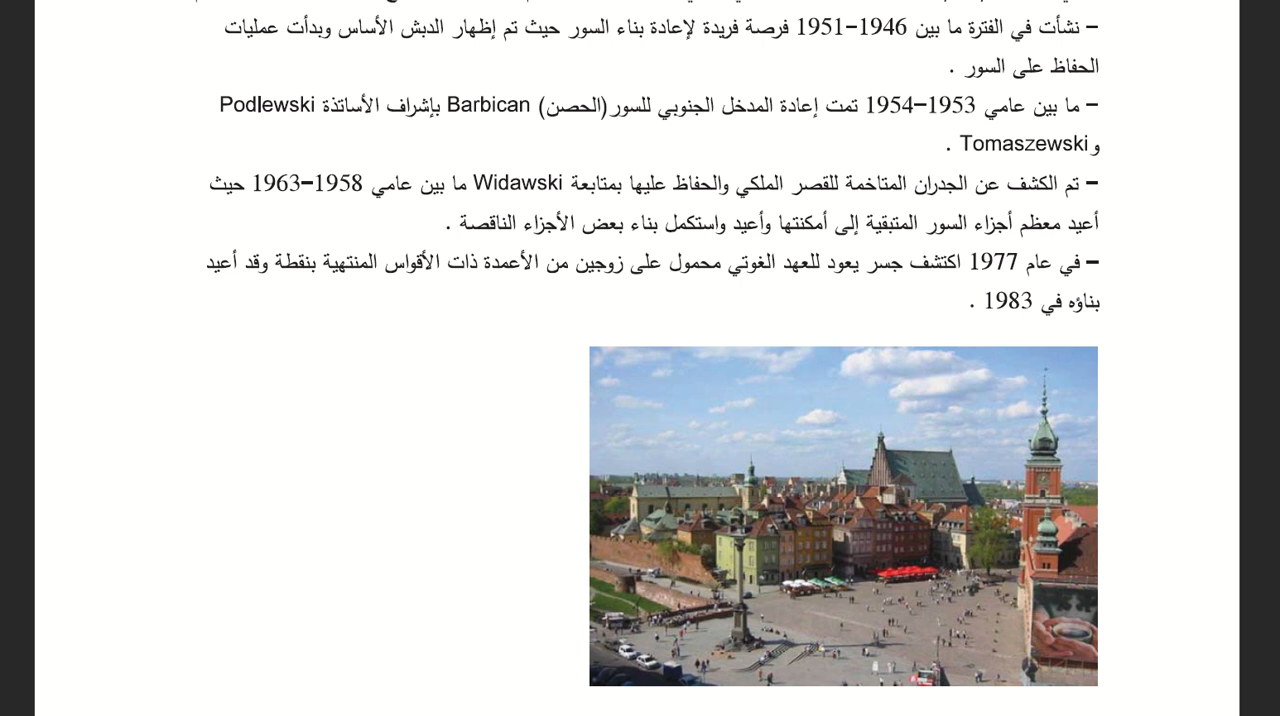 – نشأت في الفترة ما بين 1946–1951 فرصة فريدة لإعادة بناء السور حيث تم إظهار الدبش الأساس وبدأت عمليات
الحفاظ على السور .
– ما بين عامي 1953–1954 تمت إعادة المدخل الجنوبي للسور(الحصن) Barbican بإشراف الأساتذة Podlewski
وTomaszewski .
– تم الكشف عن الجدران المتاخمة للقصر الملكي والحفاظ عليها بمتابعة Widawski ما بين عامي 1958–1963 حيث
أعيد معظم أجزاء السور المتبقية إلى أمكنتها وأعيد واستكمل بناء بعض الأجزاء الناقصة .
– في عام 1977 اكتشف جسر يعود للعهد الغوتي محمول على زوجين من الأعمدة ذات الأقواس المنتهية بنقطة وقد أعيد
بناؤه في 1983 .